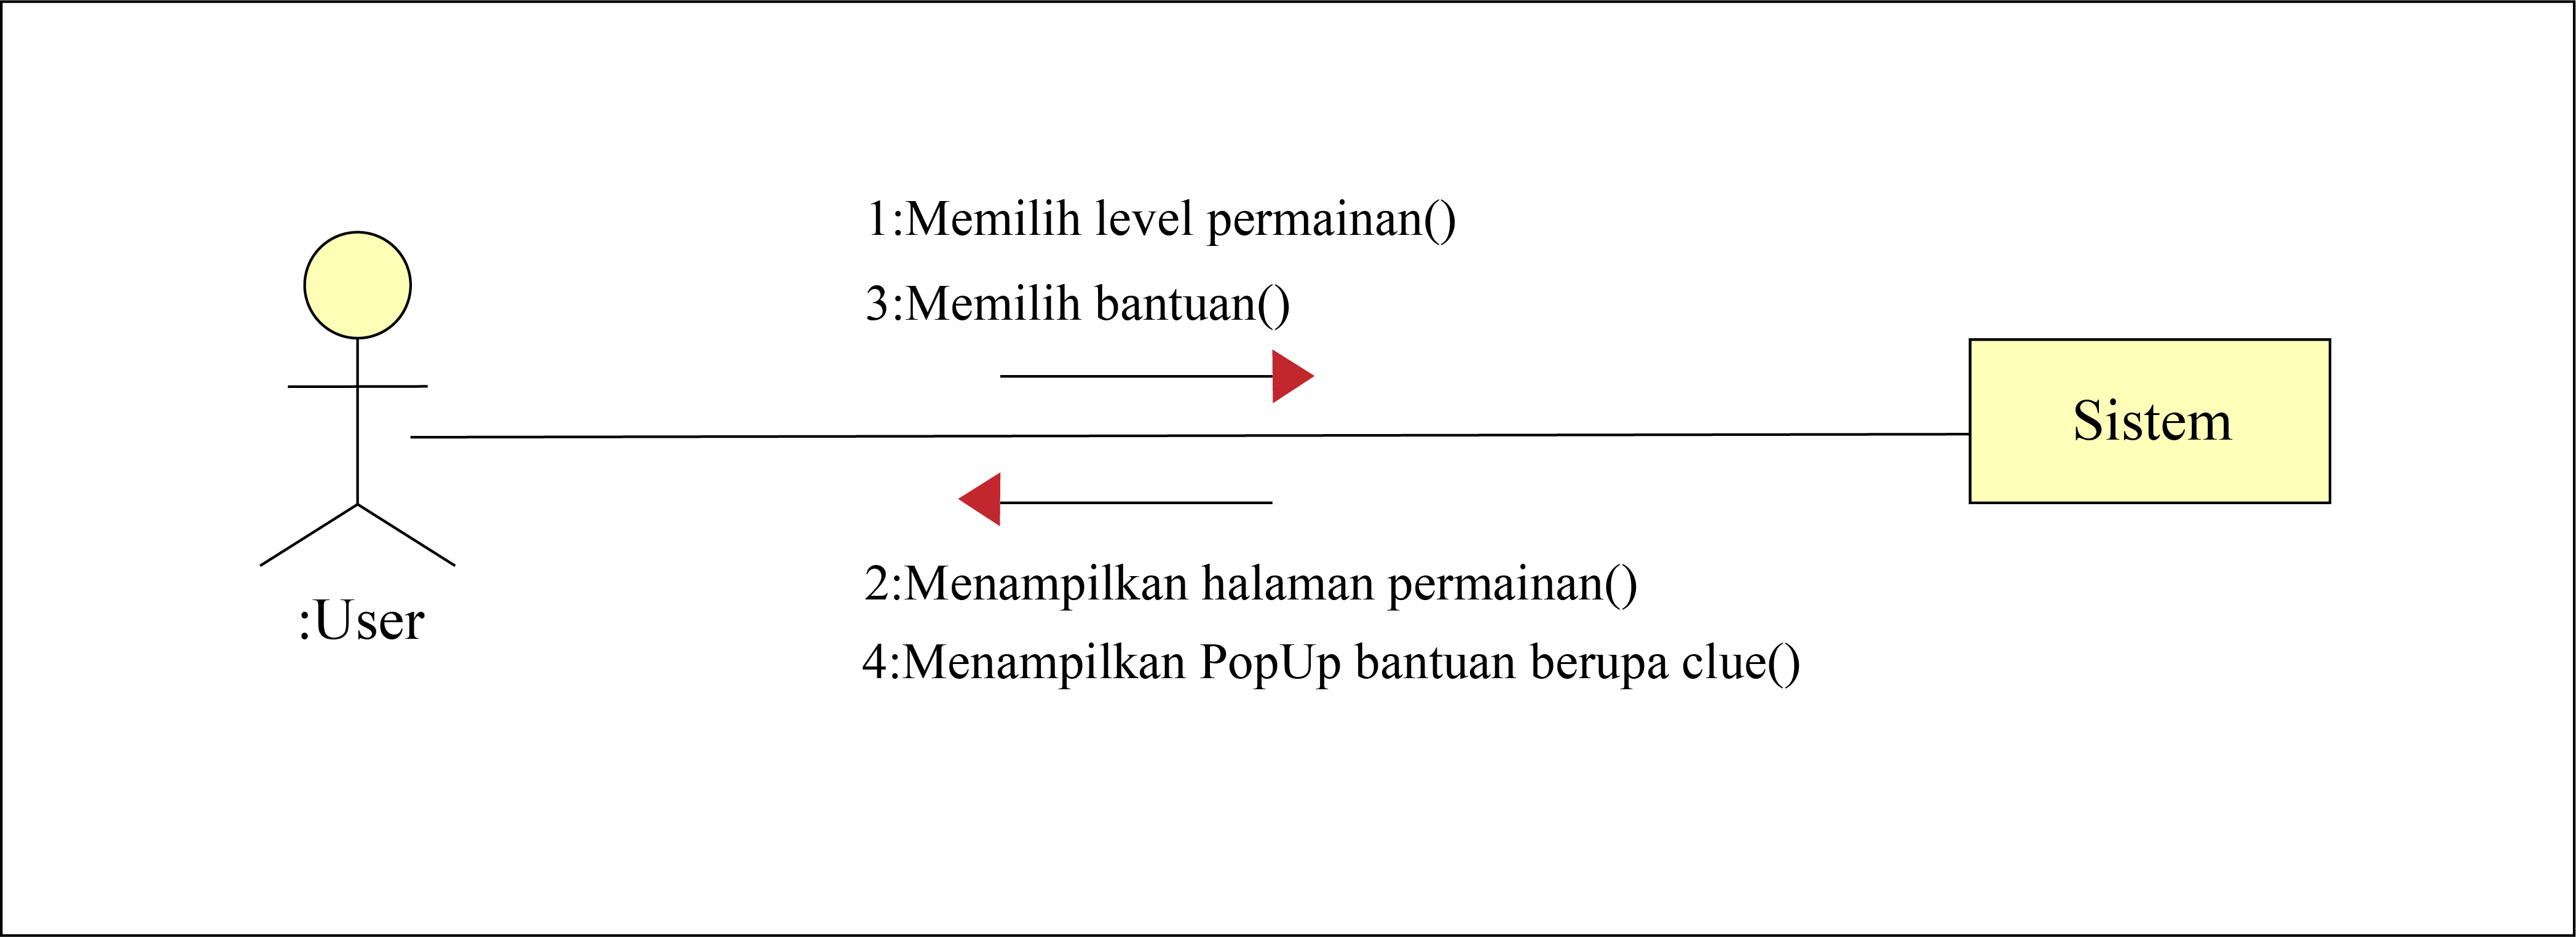 1:Memilih level permainan()
3:Memilih bantuan()
Sistem
2:Menampilkan halaman permainan()
:User
4:Menampilkan PopUp bantuan berupa clue()